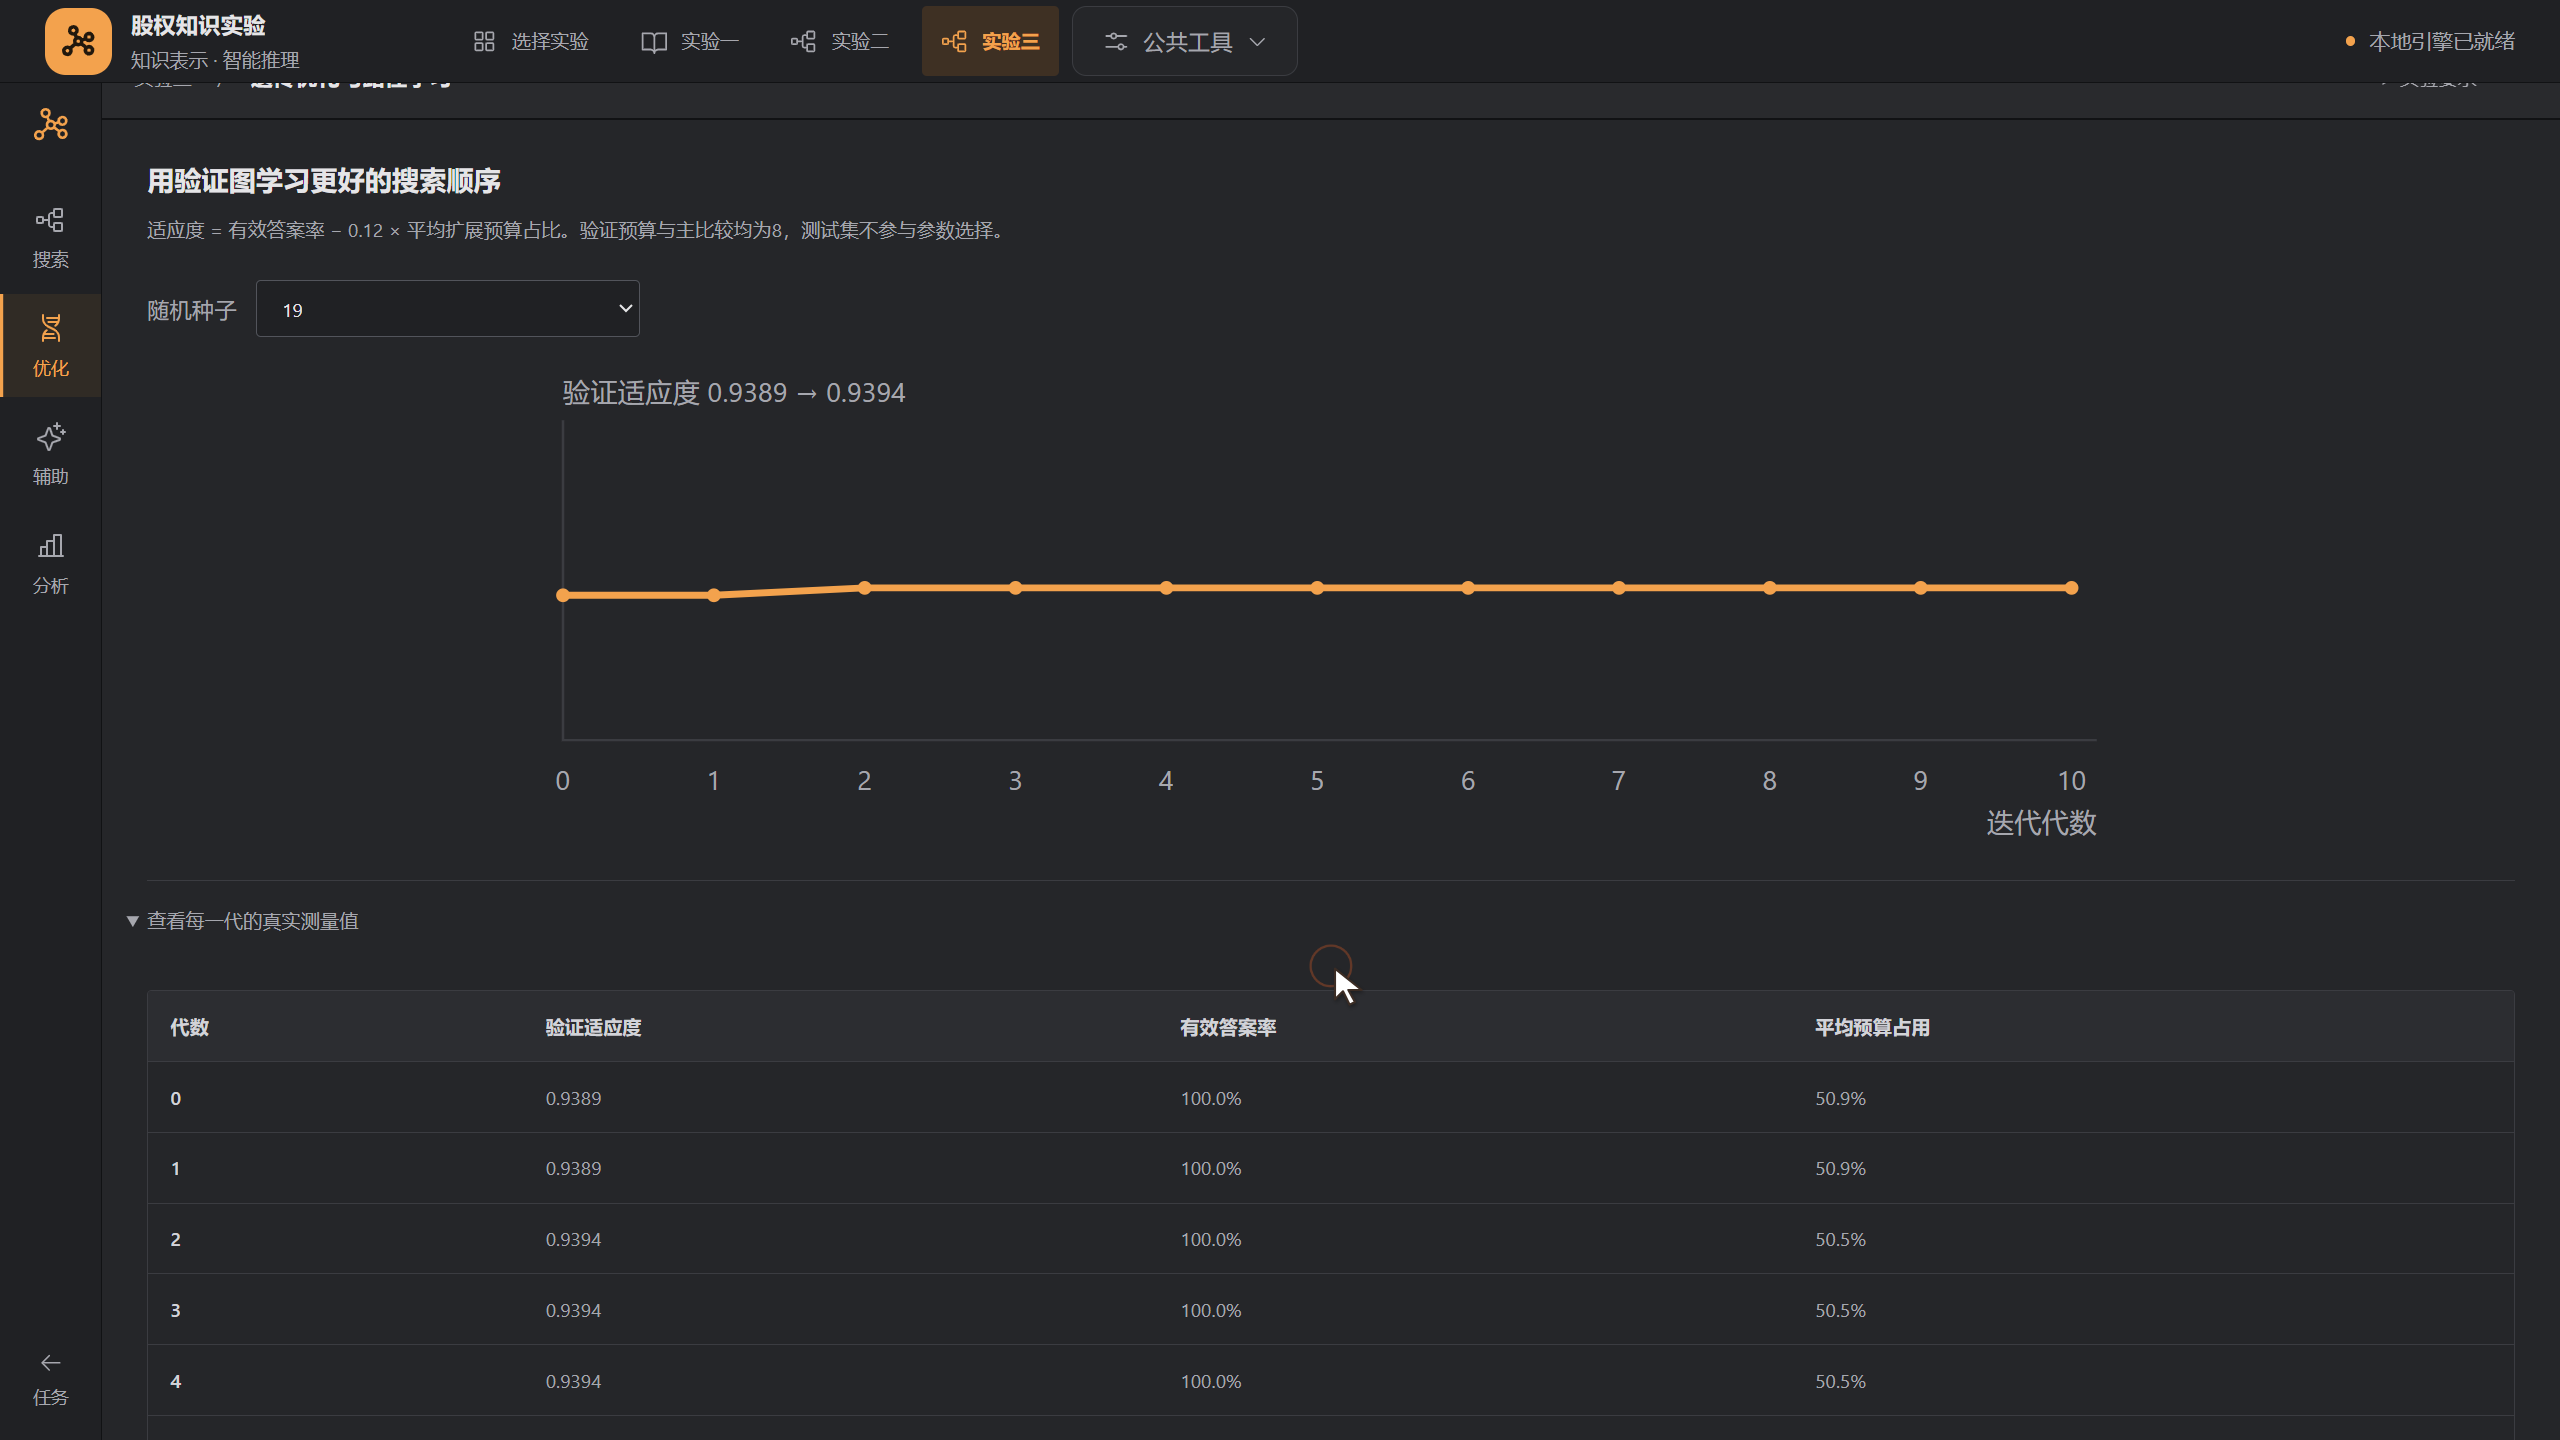 股权知识实验
知识表示 · 智能推理
选择实验
实验一
实验二
实验三
公共工具
本地引擎已就绪
搜索
优化
辅助
分析
任务
用验证图学习更好的搜索顺序
适应度 = 有效答案率 − 0.12 × 平均扩展预算占比。验证预算与主比较均为8，测试集不参与参数选择。
随机种子 19
验证适应度 0.9389 → 0.9394
0 1 2 3 4 5 6 7 8 9 10
迭代代数
▼ 查看每一代的真实测量值
代数 验证适应度 有效答案率 平均预算占用
0 0.9389 100.0% 50.9%
1 0.9389 100.0% 50.9%
2 0.9394 100.0% 50.5%
3 0.9394 100.0% 50.5%
4 0.9394 100.0% 50.5%